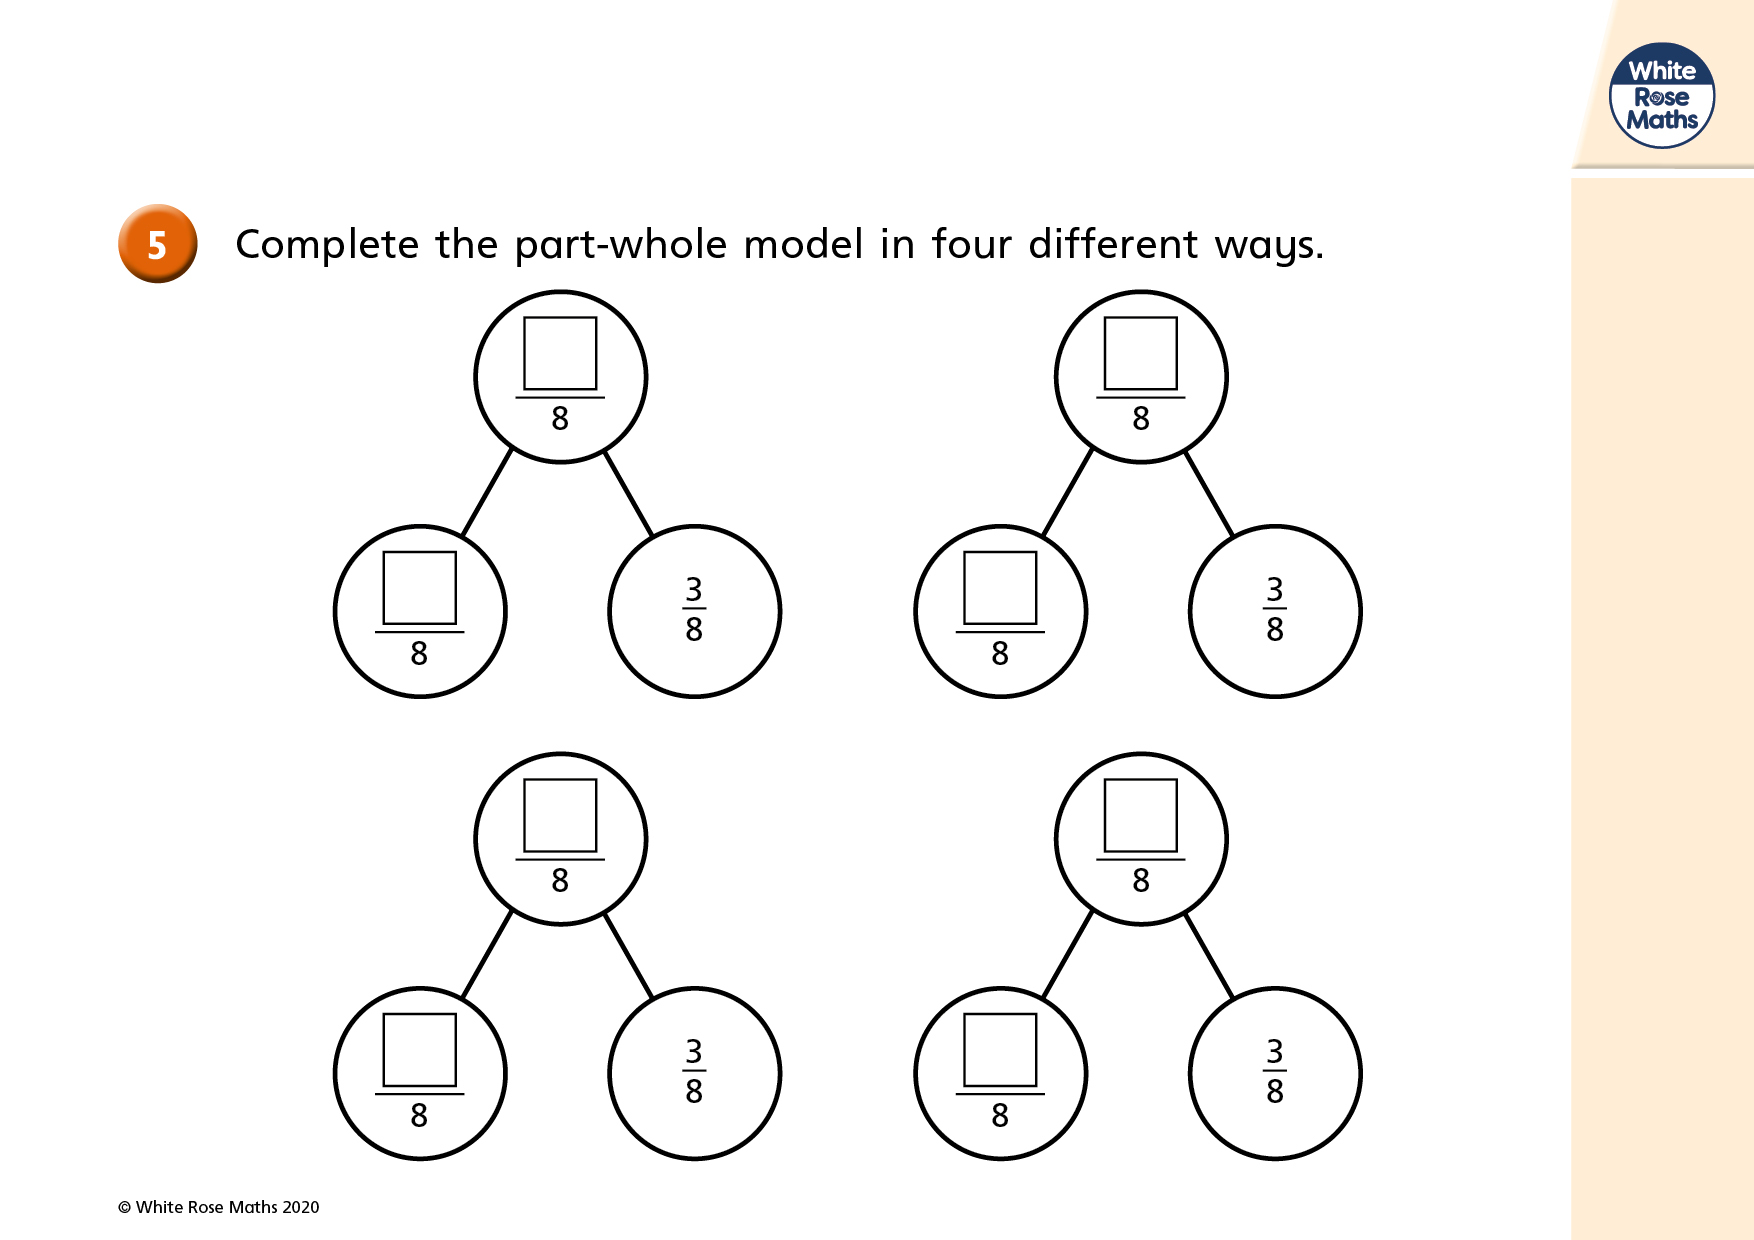 White
Rose
Maths
5 Complete the part-whole model in four different ways.
8 8
8 3 8 3
8 8
8 8
8 3 8 3
8 8
© White Rose Maths 2020